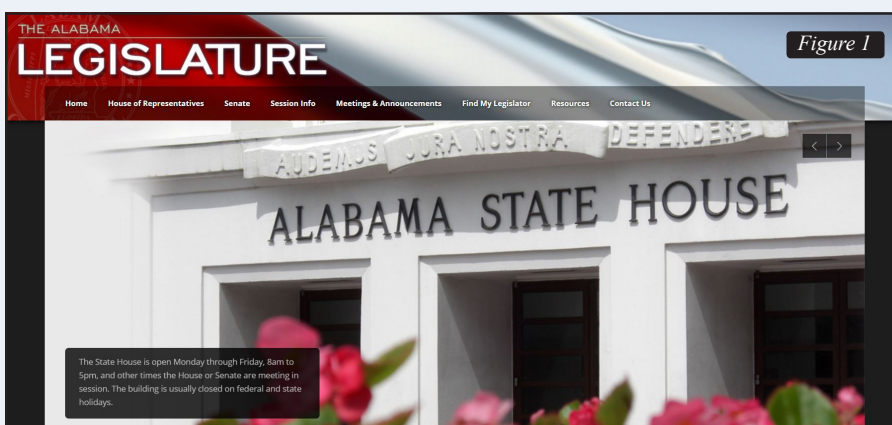 THE ALABAMA
LEGISLATURE
Figure 1
Home House of Representatives Senate Session Info Meetings & Announcements Find My Legislator Resources Contact Us
AUDEMUS JURA NOSTRA DEFENDERE
ALABAMA STATE HOUSE
The State House is open Monday through Friday, 8am to
5pm, and other times the House or Senate are meeting in
session. The building is usually closed on federal and state
holidays.